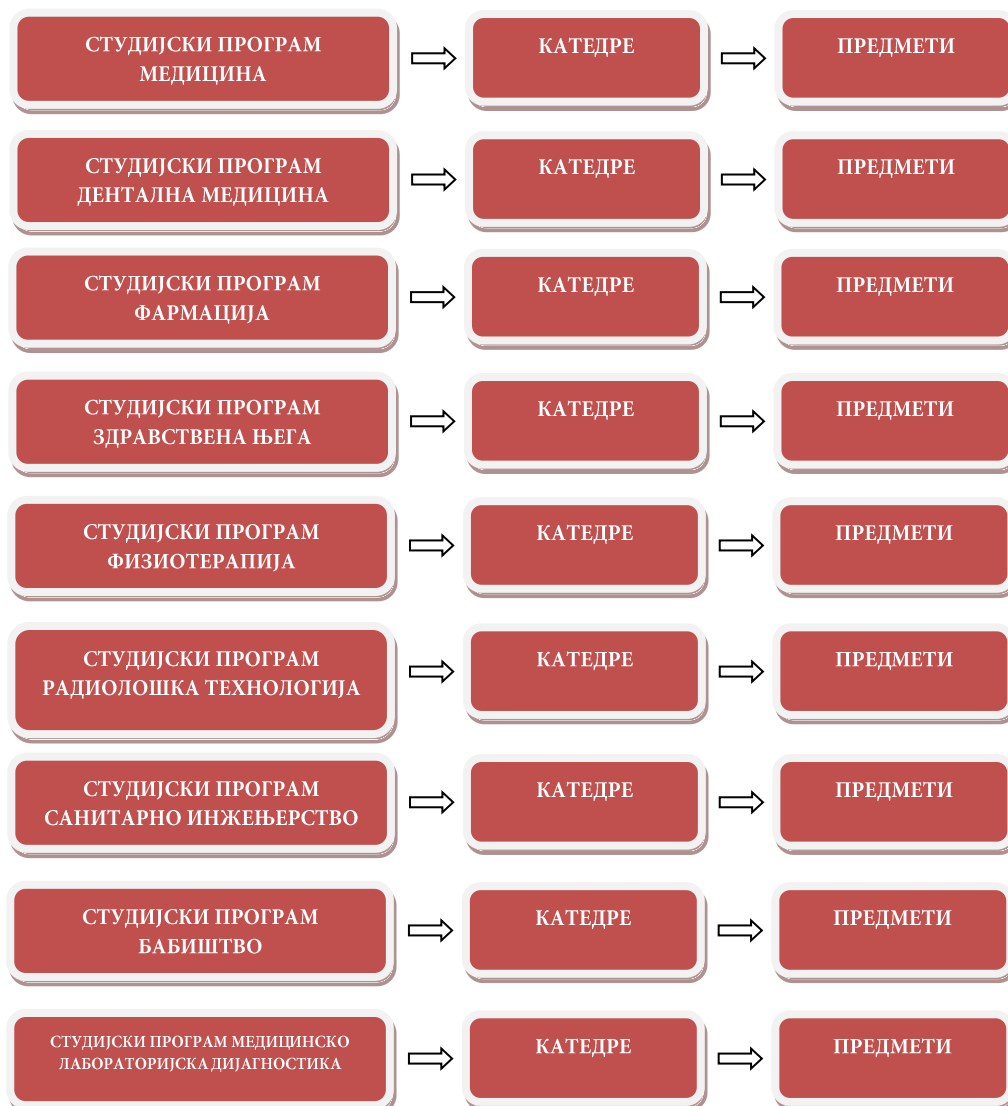 СТУДИЈСКИ ПРОГРАМ
МЕДИЦИНА
КАТЕДРЕ
ПРЕДМЕТИ
СТУДИЈСКИ ПРОГРАМ
ДЕНТАЛНА МЕДИЦИНА
КАТЕДРЕ
ПРЕДМЕТИ
СТУДИЈСКИ ПРОГРАМ
ФАРМАЦИЈА
КАТЕДРЕ
ПРЕДМЕТИ
СТУДИЈСКИ ПРОГРАМ
ЗДРАВСТВЕНА ЊЕГА
КАТЕДРЕ
ПРЕДМЕТИ
СТУДИЈСКИ ПРОГРАМ
ФИЗИОТЕРАПИЈА
КАТЕДРЕ
ПРЕДМЕТИ
СТУДИЈСКИ ПРОГРАМ
РАДИОЛОШКА ТЕХНОЛОГИЈА
КАТЕДРЕ
ПРЕДМЕТИ
СТУДИЈСКИ ПРОГРАМ
САНИТАРНО ИНЖЕЊЕРСТВО
КАТЕДРЕ
ПРЕДМЕТИ
СТУДИЈСКИ ПРОГРАМ
БАБИШТВО
КАТЕДРЕ
ПРЕДМЕТИ
СТУДИЈСКИ ПРОГРАМ МЕДИЦИНСКО
ЛАБОРАТОРИЈСКА ДИЈАГНОСТИКА
КАТЕДРЕ
ПРЕДМЕТИ